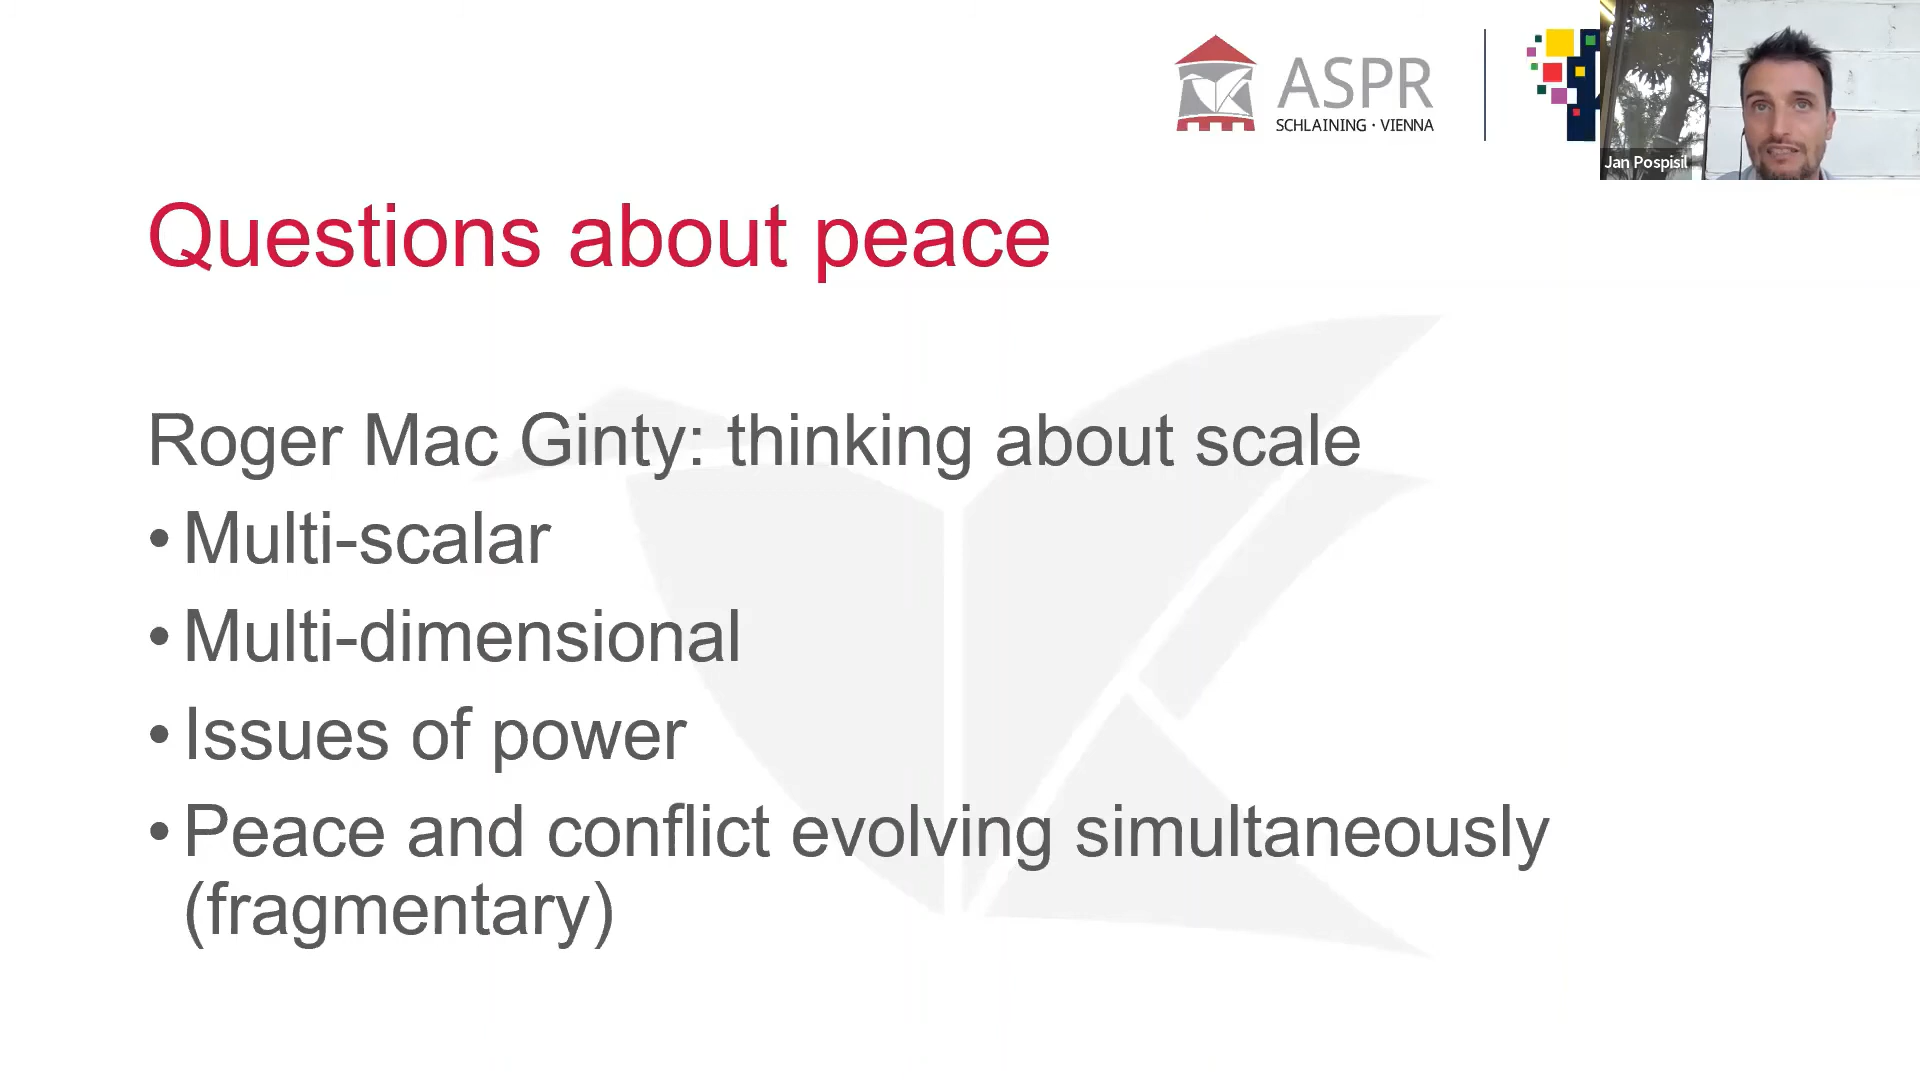 ASPR
SCHLAINING · VIENNA
Jan Pospisil
Questions about peace
Roger Mac Ginty: thinking about scale
• Multi-scalar
• Multi-dimensional
• Issues of power
• Peace and conflict evolving simultaneously
(fragmentary)